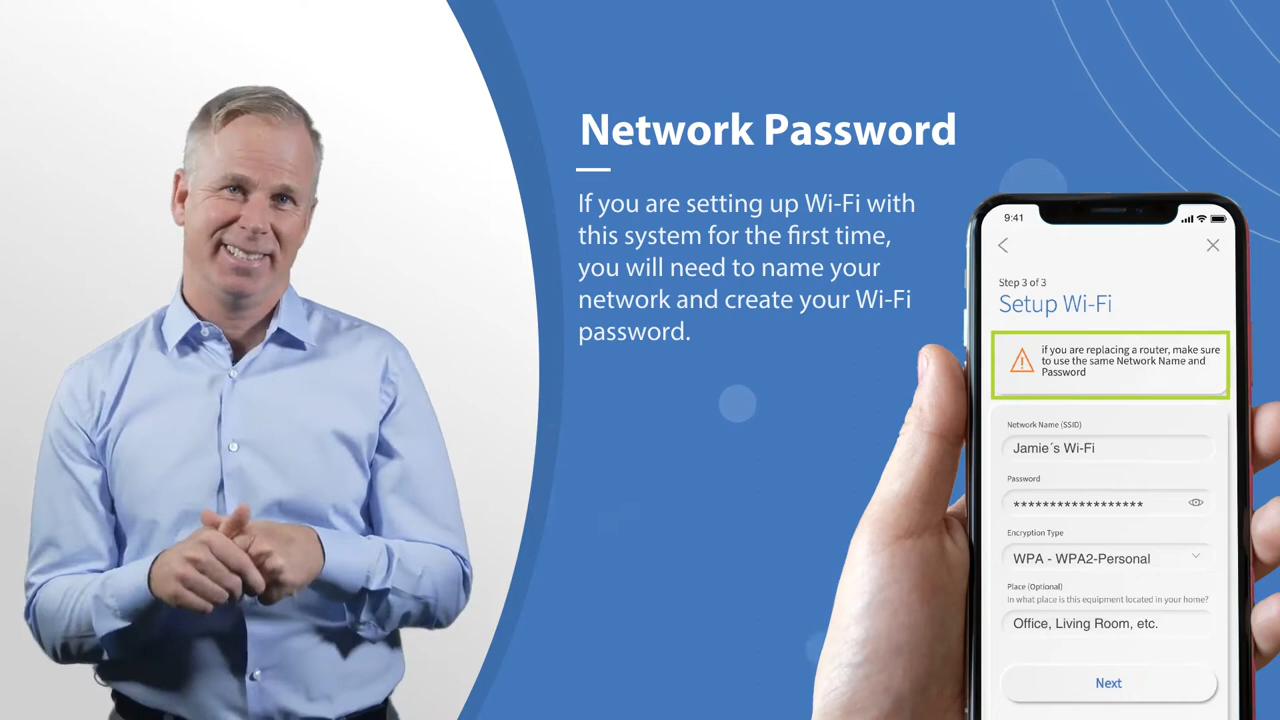 Network Password
If you are setting up Wi-Fi with
this system for the first time,
you will need to name your
network and create your Wi-Fi
password.
9:41
Step 3 of 3
Setup Wi-Fi
if you are replacing a router, make sure
to use the same Network Name and
Password
Network Name (SSID)
Jamie´s Wi-Fi
Password
******************
Encryption Type
WPA - WPA2-Personal
Place (Optional)
In what place is this equipment located in your home?
Office, Living Room, etc.
Next